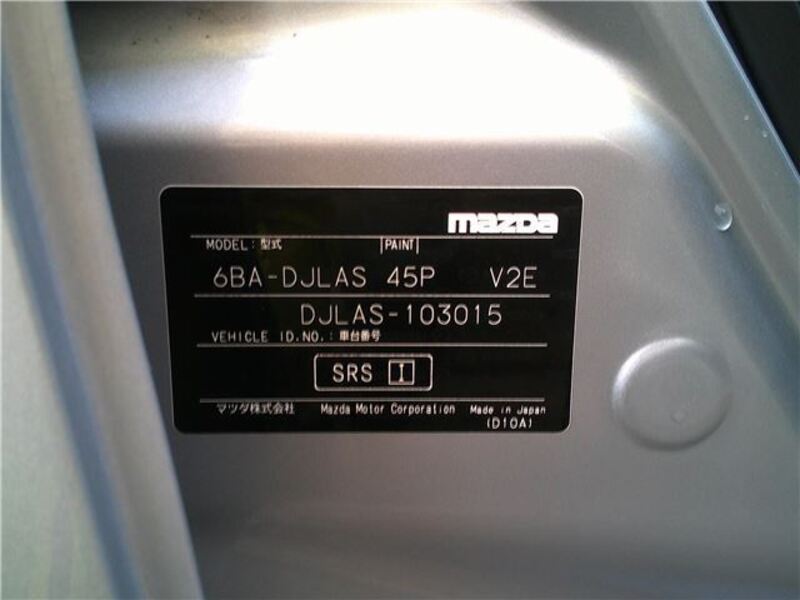 mazda
MODEL: 型式 PAINT
6BA-DJLAS 45P V2E
DJLAS-103015
VEHICLE ID.NO.: 車台番号
SRS I
マツダ株式会社 Mazda Motor Corporation Made in Japan
(D10A)